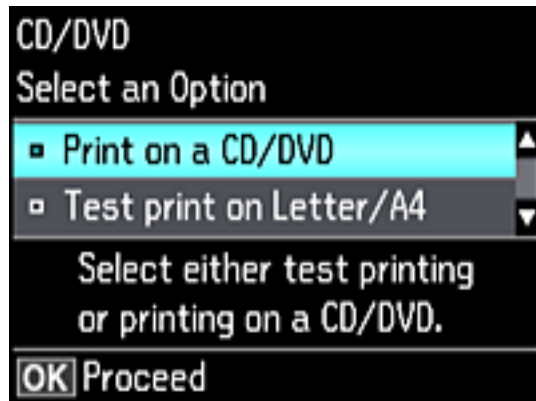 CD/DVD
Select an Option
Print on a CD/DVD
Test print on Letter/A4
Select either test printing
or printing on a CD/DVD.
OK Proceed